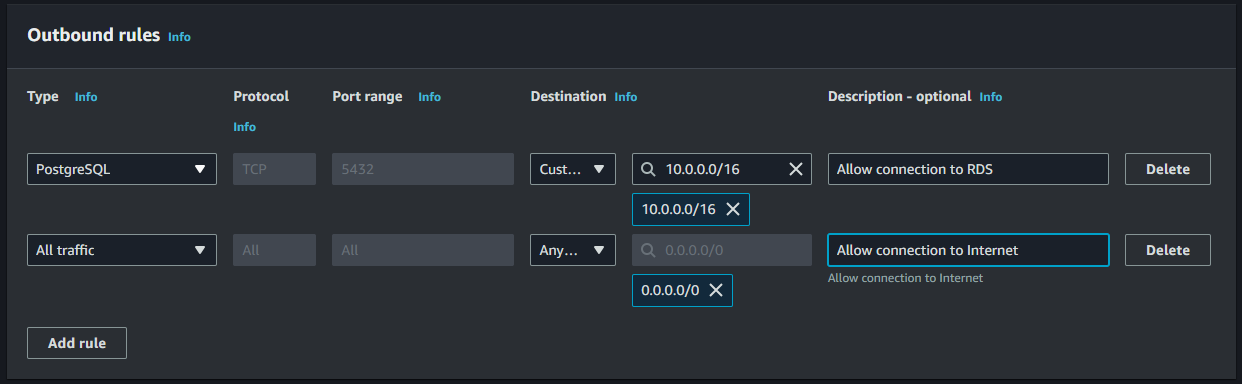 Outbound rules Info
Type Info Protocol Info Port range Info Destination Info Description - optional Info
PostgreSQL TCP 5432 Cust... 10.0.0.0/16 Allow connection to RDS Delete
10.0.0.0/16
All traffic All All Any... 0.0.0.0/0 Allow connection to Internet Delete
0.0.0.0/0 Allow connection to Internet
Add rule